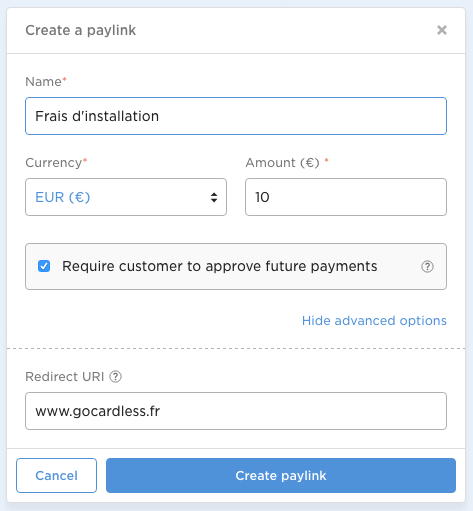 Create a paylink ×
Name*
Frais d'installation
Currency* Amount (€) *
EUR (€) 10
Require customer to approve future payments ?
Hide advanced options
Redirect URI ?
www.gocardless.fr
Cancel Create paylink